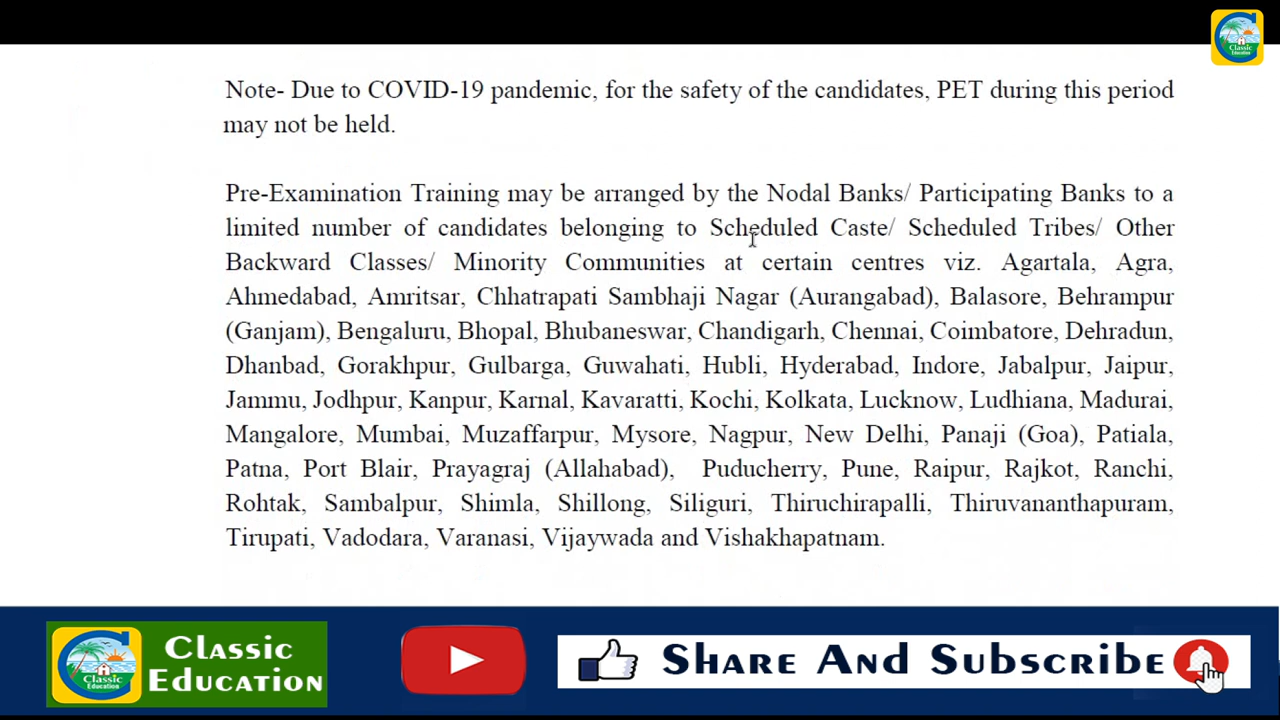 Classic
Education
Note- Due to COVID-19 pandemic, for the safety of the candidates, PET during this period
may not be held.
Pre-Examination Training may be arranged by the Nodal Banks/ Participating Banks to a
limited number of candidates belonging to Scheduled Caste/ Scheduled Tribes/ Other
Backward Classes/ Minority Communities at certain centres viz. Agartala, Agra,
Ahmedabad, Amritsar, Chhatrapati Sambhaji Nagar (Aurangabad), Balasore, Behrampur
(Ganjam), Bengaluru, Bhopal, Bhubaneswar, Chandigarh, Chennai, Coimbatore, Dehradun,
Dhanbad, Gorakhpur, Gulbarga, Guwahati, Hubli, Hyderabad, Indore, Jabalpur, Jaipur,
Jammu, Jodhpur, Kanpur, Karnal, Kavaratti, Kochi, Kolkata, Lucknow, Ludhiana, Madurai,
Mangalore, Mumbai, Muzaffarpur, Mysore, Nagpur, New Delhi, Panaji (Goa), Patiala,
Patna, Port Blair, Prayagraj (Allahabad), Puducherry, Pune, Raipur, Rajkot, Ranchi,
Rohtak, Sambalpur, Shimla, Shillong, Siliguri, Thiruchirapalli, Thiruvananthapuram,
Tirupati, Vadodara, Varanasi, Vijaywada and Vishakhapatnam.
Classic
Education
Classic
Education
Share And Subscribe